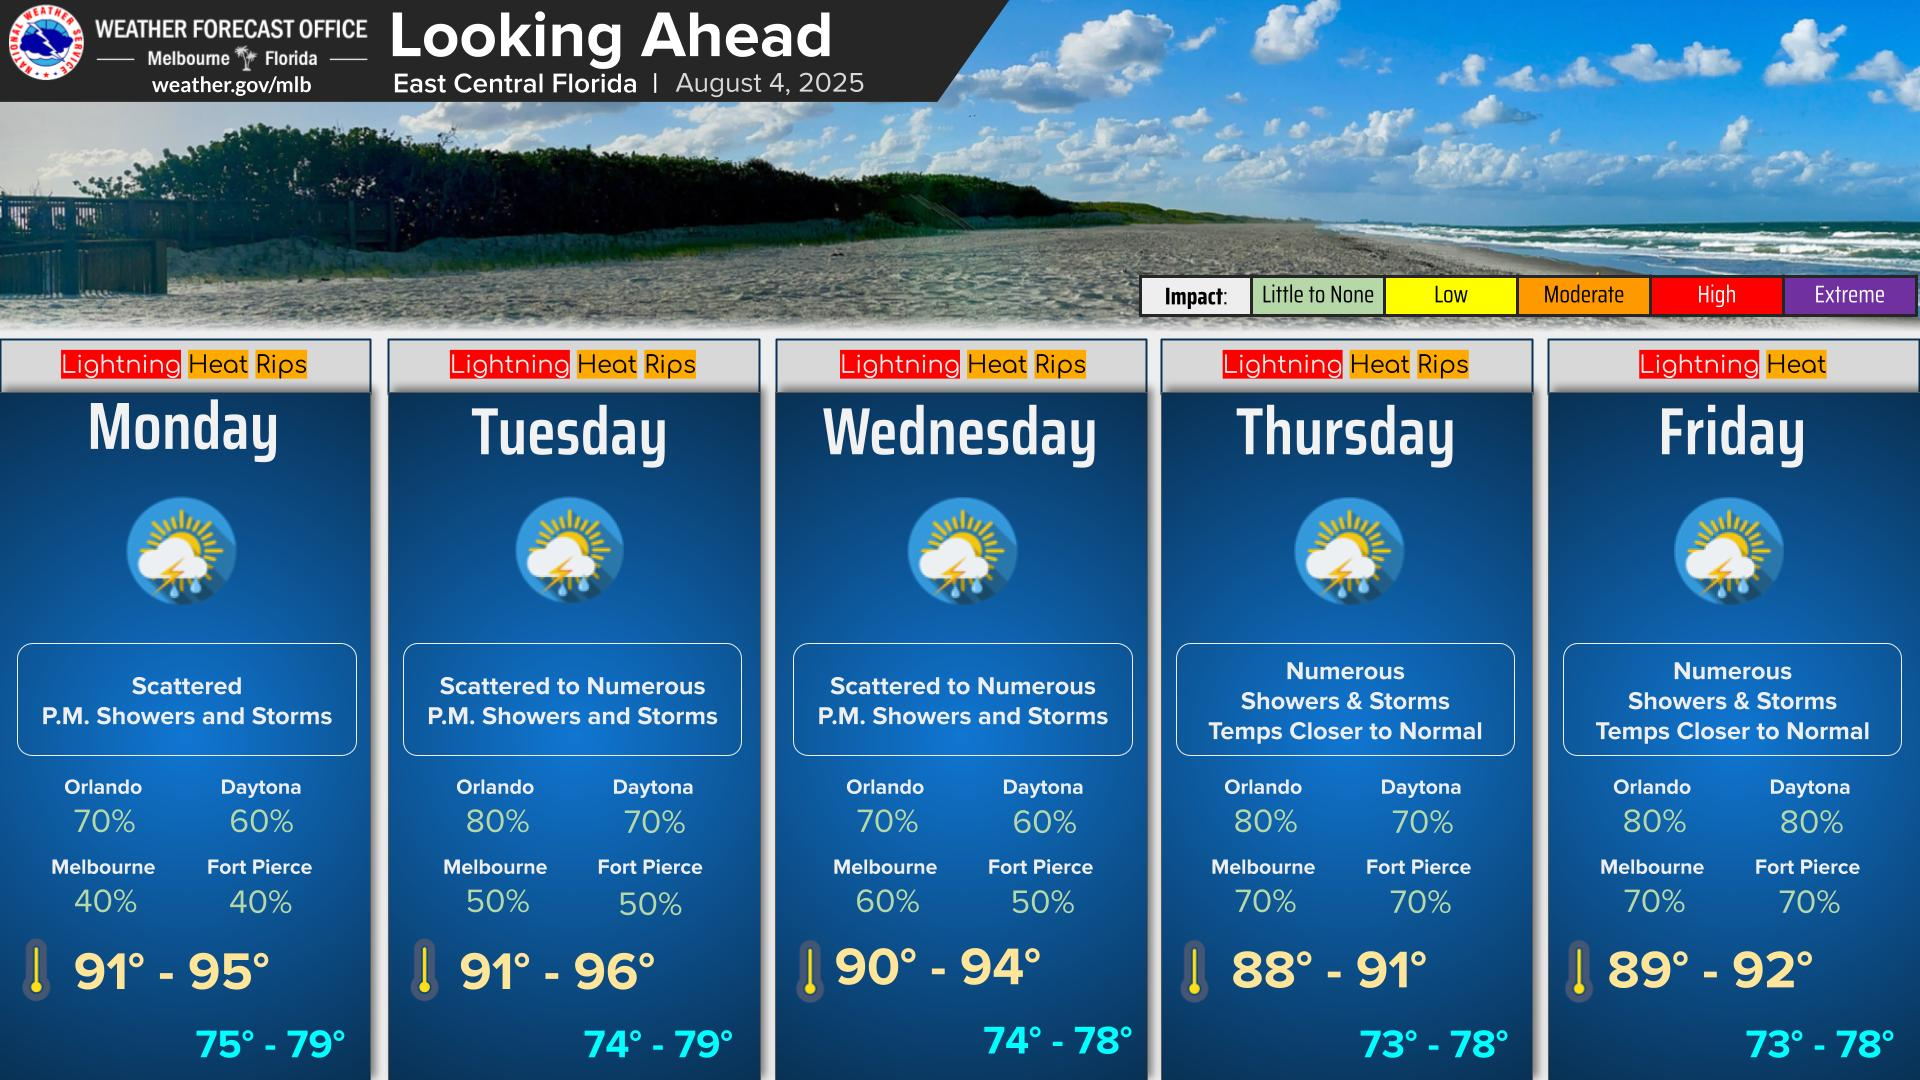 NATIONAL WEATHER SERVICE
WEATHER FORECAST OFFICE
Melbourne Florida
weather.gov/mlb
Looking Ahead
East Central Florida | August 4, 2025
Impact: Little to None Low Moderate High Extreme
Lightning Heat Rips
Monday
Scattered
P.M. Showers and Storms
Orlando Daytona
70% 60%
Melbourne Fort Pierce
40% 40%
91° - 95°
75° - 79°
Lightning Heat Rips
Tuesday
Scattered to Numerous
P.M. Showers and Storms
Orlando Daytona
80% 70%
Melbourne Fort Pierce
50% 50%
91° - 96°
74° - 79°
Lightning Heat Rips
Wednesday
Scattered to Numerous
P.M. Showers and Storms
Orlando Daytona
70% 60%
Melbourne Fort Pierce
60% 50%
90° - 94°
74° - 78°
Lightning Heat Rips
Thursday
Numerous
Showers & Storms
Temps Closer to Normal
Orlando Daytona
80% 70%
Melbourne Fort Pierce
70% 70%
88° - 91°
73° - 78°
Lightning Heat
Friday
Numerous
Showers & Storms
Temps Closer to Normal
Orlando Daytona
80% 80%
Melbourne Fort Pierce
70% 70%
89° - 92°
73° - 78°